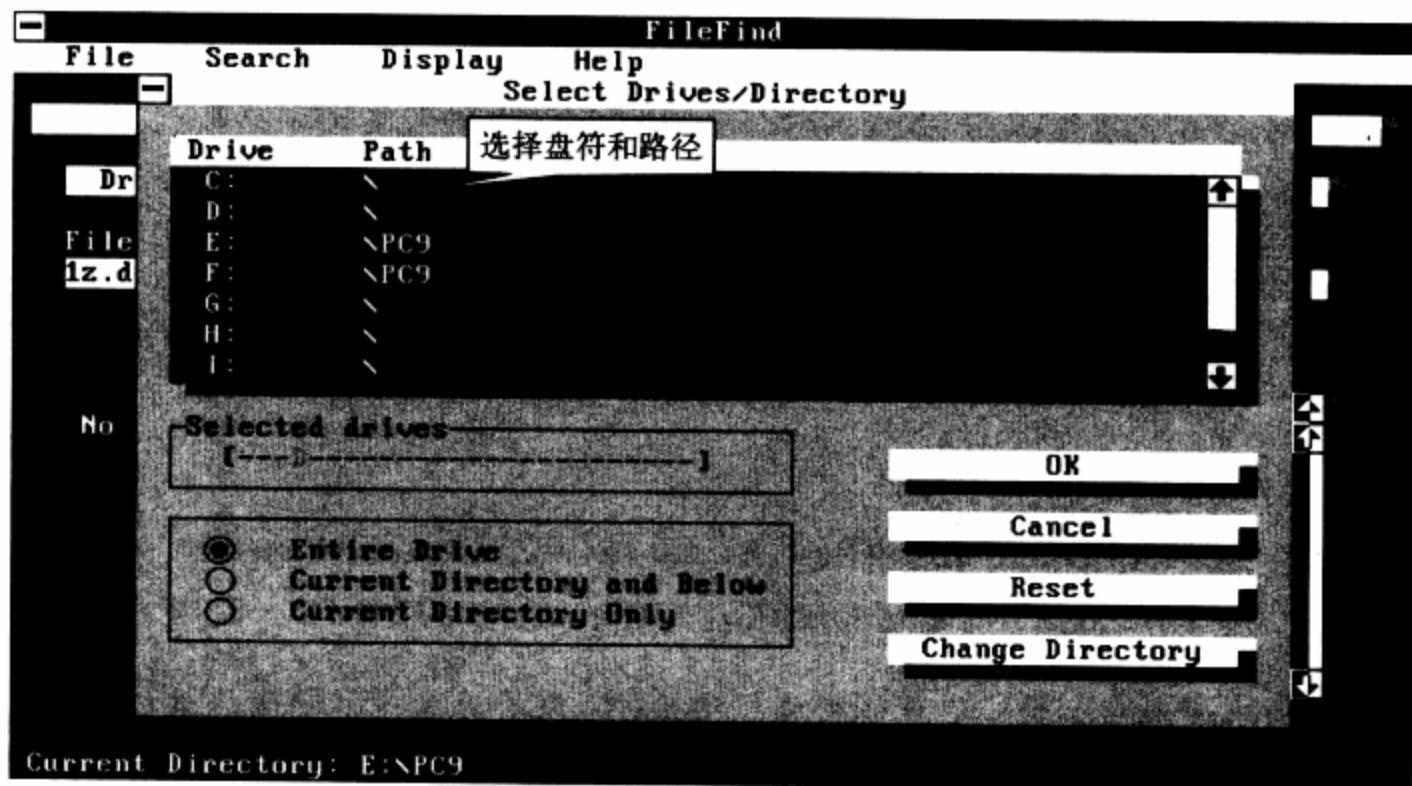 FileFind
File Search Display Help
Select Drives/Directory
Drive Path
选择盘符和路径
C: \
D: \
E: \PC9
F: \PC9
G: \
H: \
I: \
Dr
File
1z.d
No
Selected drives
[---D-----------------------]
Entire Drive
Current Directory and Below
Current Directory Only
OK
Cancel
Reset
Change Directory
Current Directory: E:\PC9